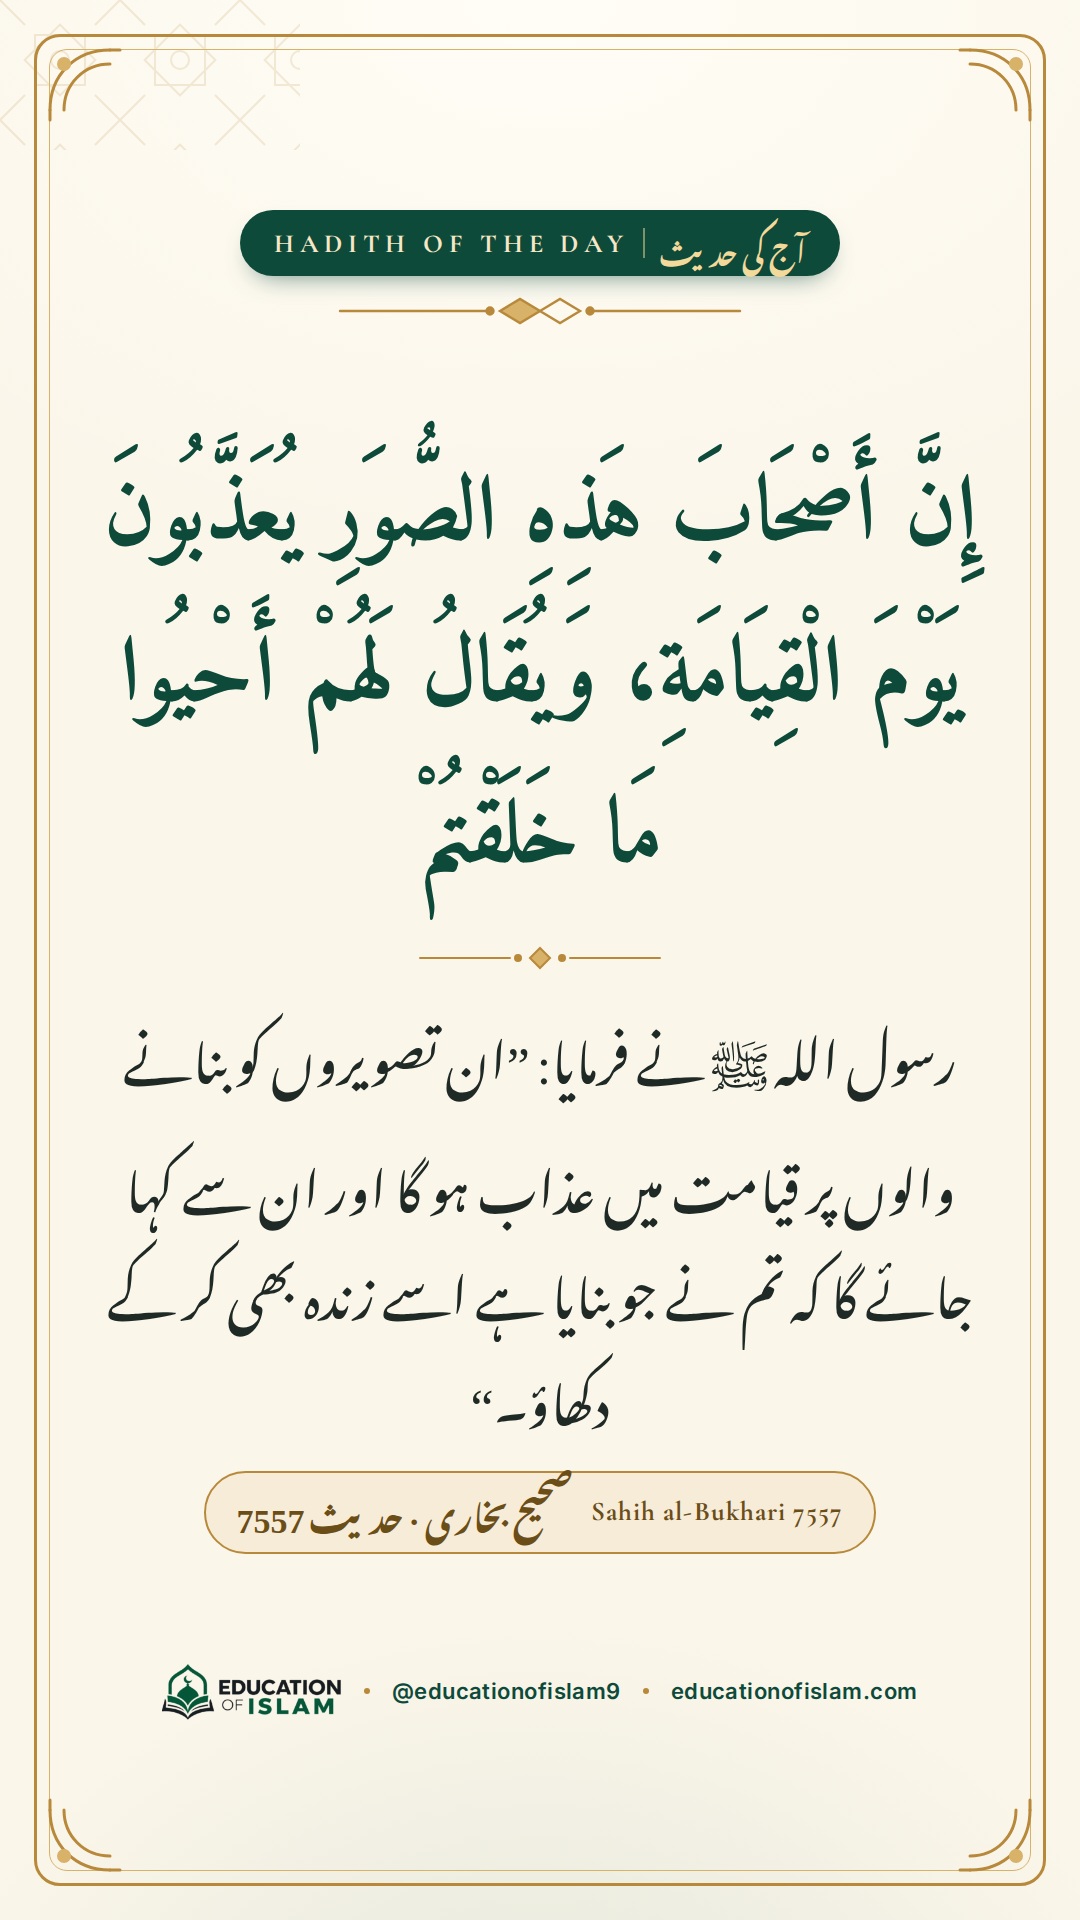 HADITH OF THE DAY | آج کی حدیث
إِنَّ أَصْحَابَ هَذِهِ الصُّورِ يُعَذَّبُونَ
يَوْمَ الْقِيَامَةِ، وَيُقَالُ لَهُمْ أَحْيُوا
مَا خَلَقْتُمْ
رسول اللہ ﷺ نے فرمایا: ”ان تصویروں کو بنانے
والوں پر قیامت میں عذاب ہو گا اور ان سے کہا
جائے گا کہ تم نے جو بنایا ہے اسے زندہ بھی کر کے
دکھاؤ۔“
صحیح بخاری · حدیث 7557 Sahih al-Bukhari 7557
EDUCATION OF ISLAM • @educationofislam9 • educationofislam.com